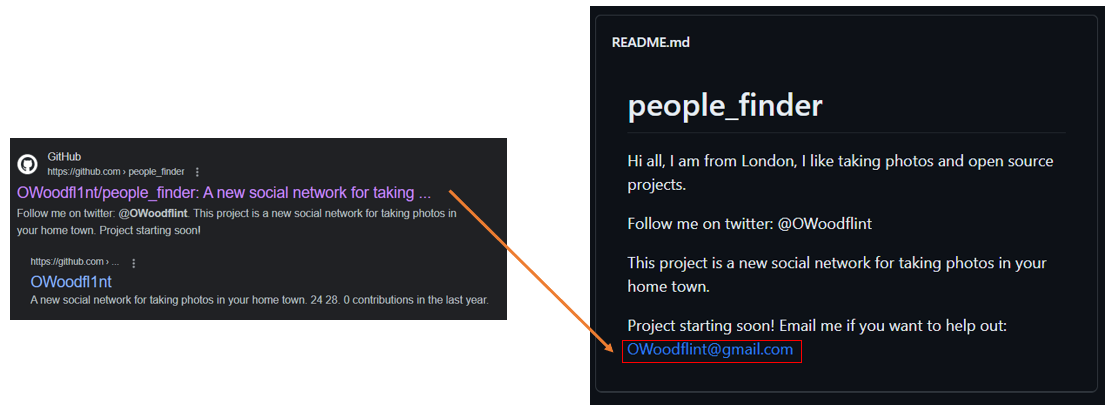 GitHub
https://github.com › people_finder
OWoodfl1nt/people_finder: A new social network for taking ...
Follow me on twitter: @OWoodflint. This project is a new social network for taking photos in
your home town. Project starting soon!
https://github.com › ...
OWoodfl1nt
A new social network for taking photos in your home town. 24 28. 0 contributions in the last year.
README.md
people_finder
Hi all, I am from London, I like taking photos and open source
projects.
Follow me on twitter: @OWoodflint
This project is a new social network for taking photos in your
home town.
Project starting soon! Email me if you want to help out:
OWoodflint@gmail.com